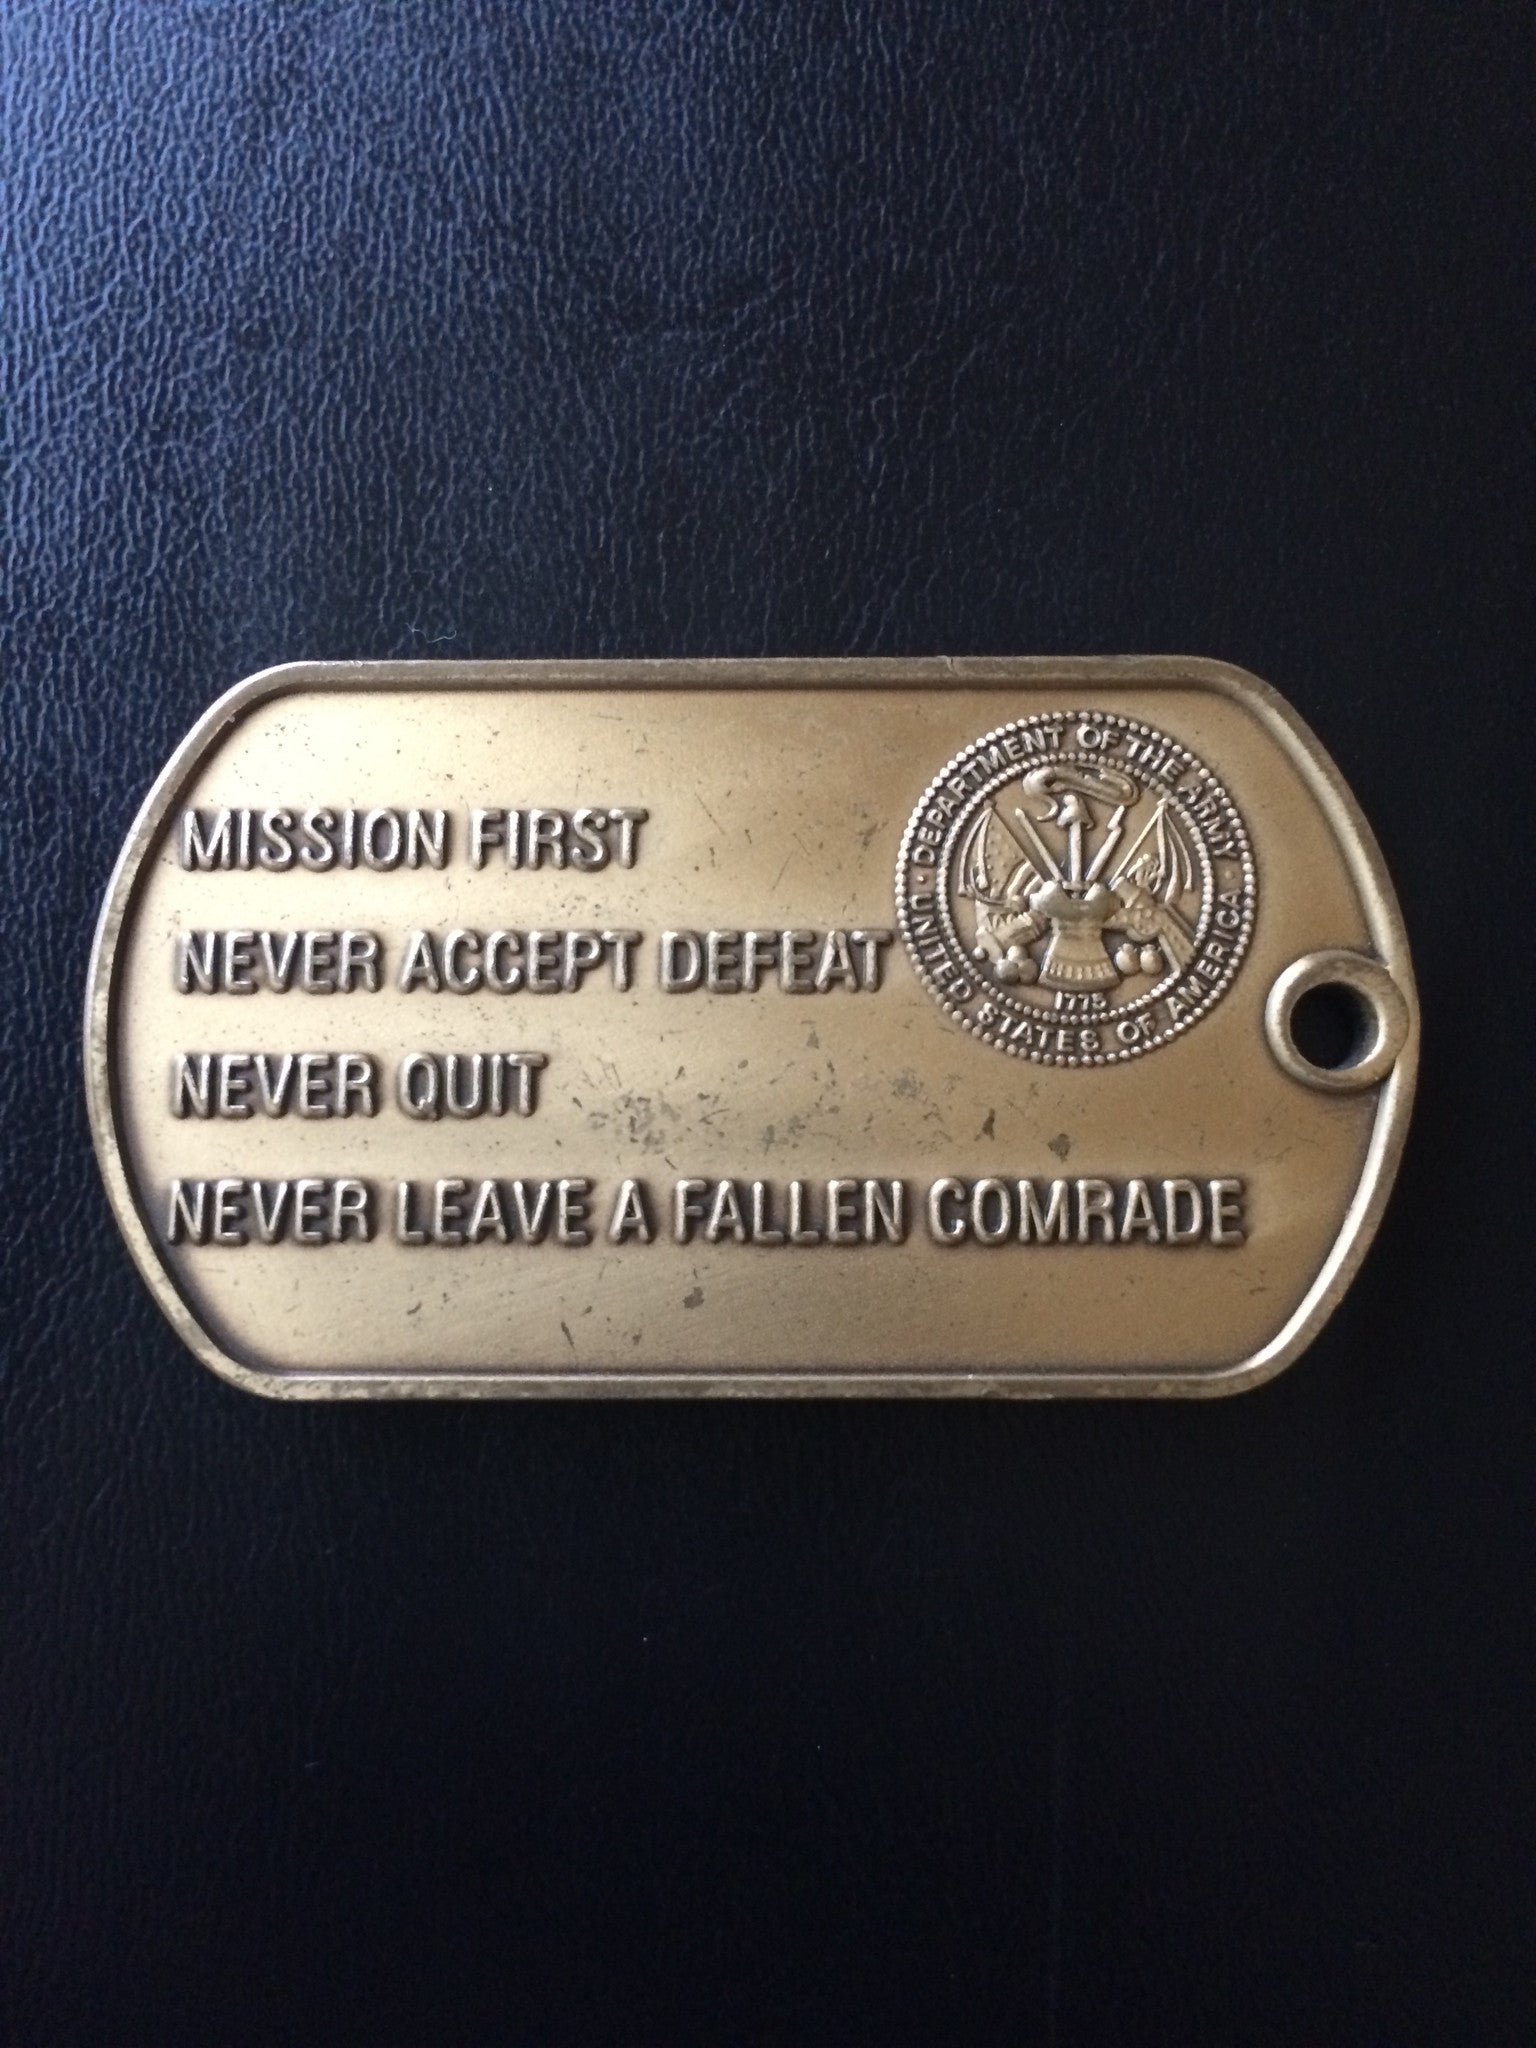 MISSION FIRST
NEVER ACCEPT DEFEAT
NEVER QUIT
NEVER LEAVE A FALLEN COMRADE
· DEPARTMENT OF THE ARMY ·
UNITED STATES OF AMERICA
1775